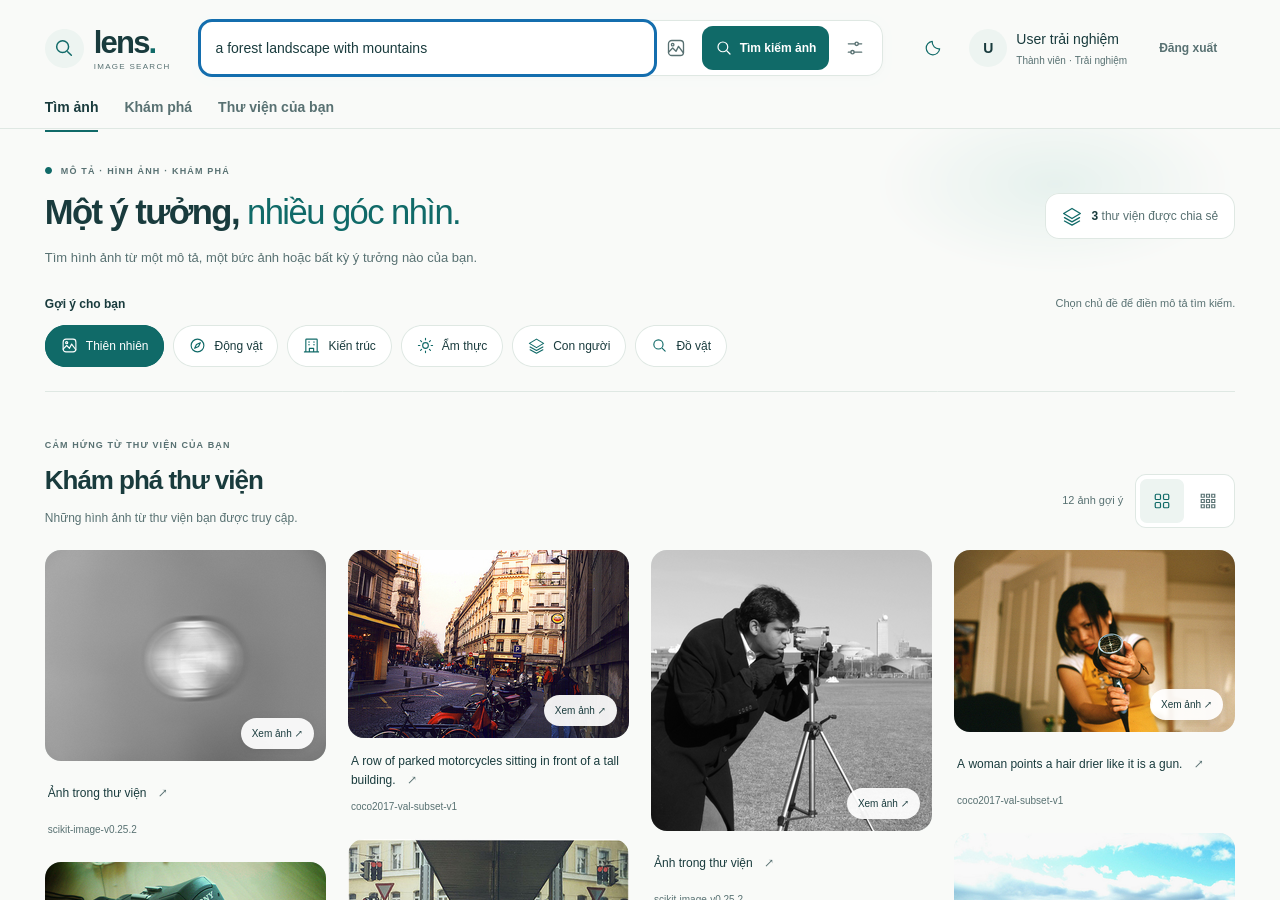 lens.
IMAGE SEARCH
a forest landscape with mountains
Tìm kiếm ảnh
U
User trải nghiệm
Thành viên · Trải nghiệm
Đăng xuất
Tìm ảnh
Khám phá
Thư viện của bạn
MÔ TẢ · HÌNH ẢNH · KHÁM PHÁ
Một ý tưởng, nhiều góc nhìn.
3 thư viện được chia sẻ
Tìm hình ảnh từ một mô tả, một bức ảnh hoặc bất kỳ ý tưởng nào của bạn.
Gợi ý cho bạn
Chọn chủ đề để điền mô tả tìm kiếm.
Thiên nhiên
Động vật
Kiến trúc
Ẩm thực
Con người
Đồ vật
CẢM HỨNG TỪ THƯ VIỆN CỦA BẠN
Khám phá thư viện
12 ảnh gợi ý
Những hình ảnh từ thư viện bạn được truy cập.
Xem ảnh ↗
Ảnh trong thư viện ↗
scikit-image-v0.25.2
Xem ảnh ↗
A row of parked motorcycles sitting in front of a tall
building. ↗
coco2017-val-subset-v1
Xem ảnh ↗
Ảnh trong thư viện ↗
scikit-image-v0.25.2
Xem ảnh ↗
A woman points a hair drier like it is a gun. ↗
coco2017-val-subset-v1